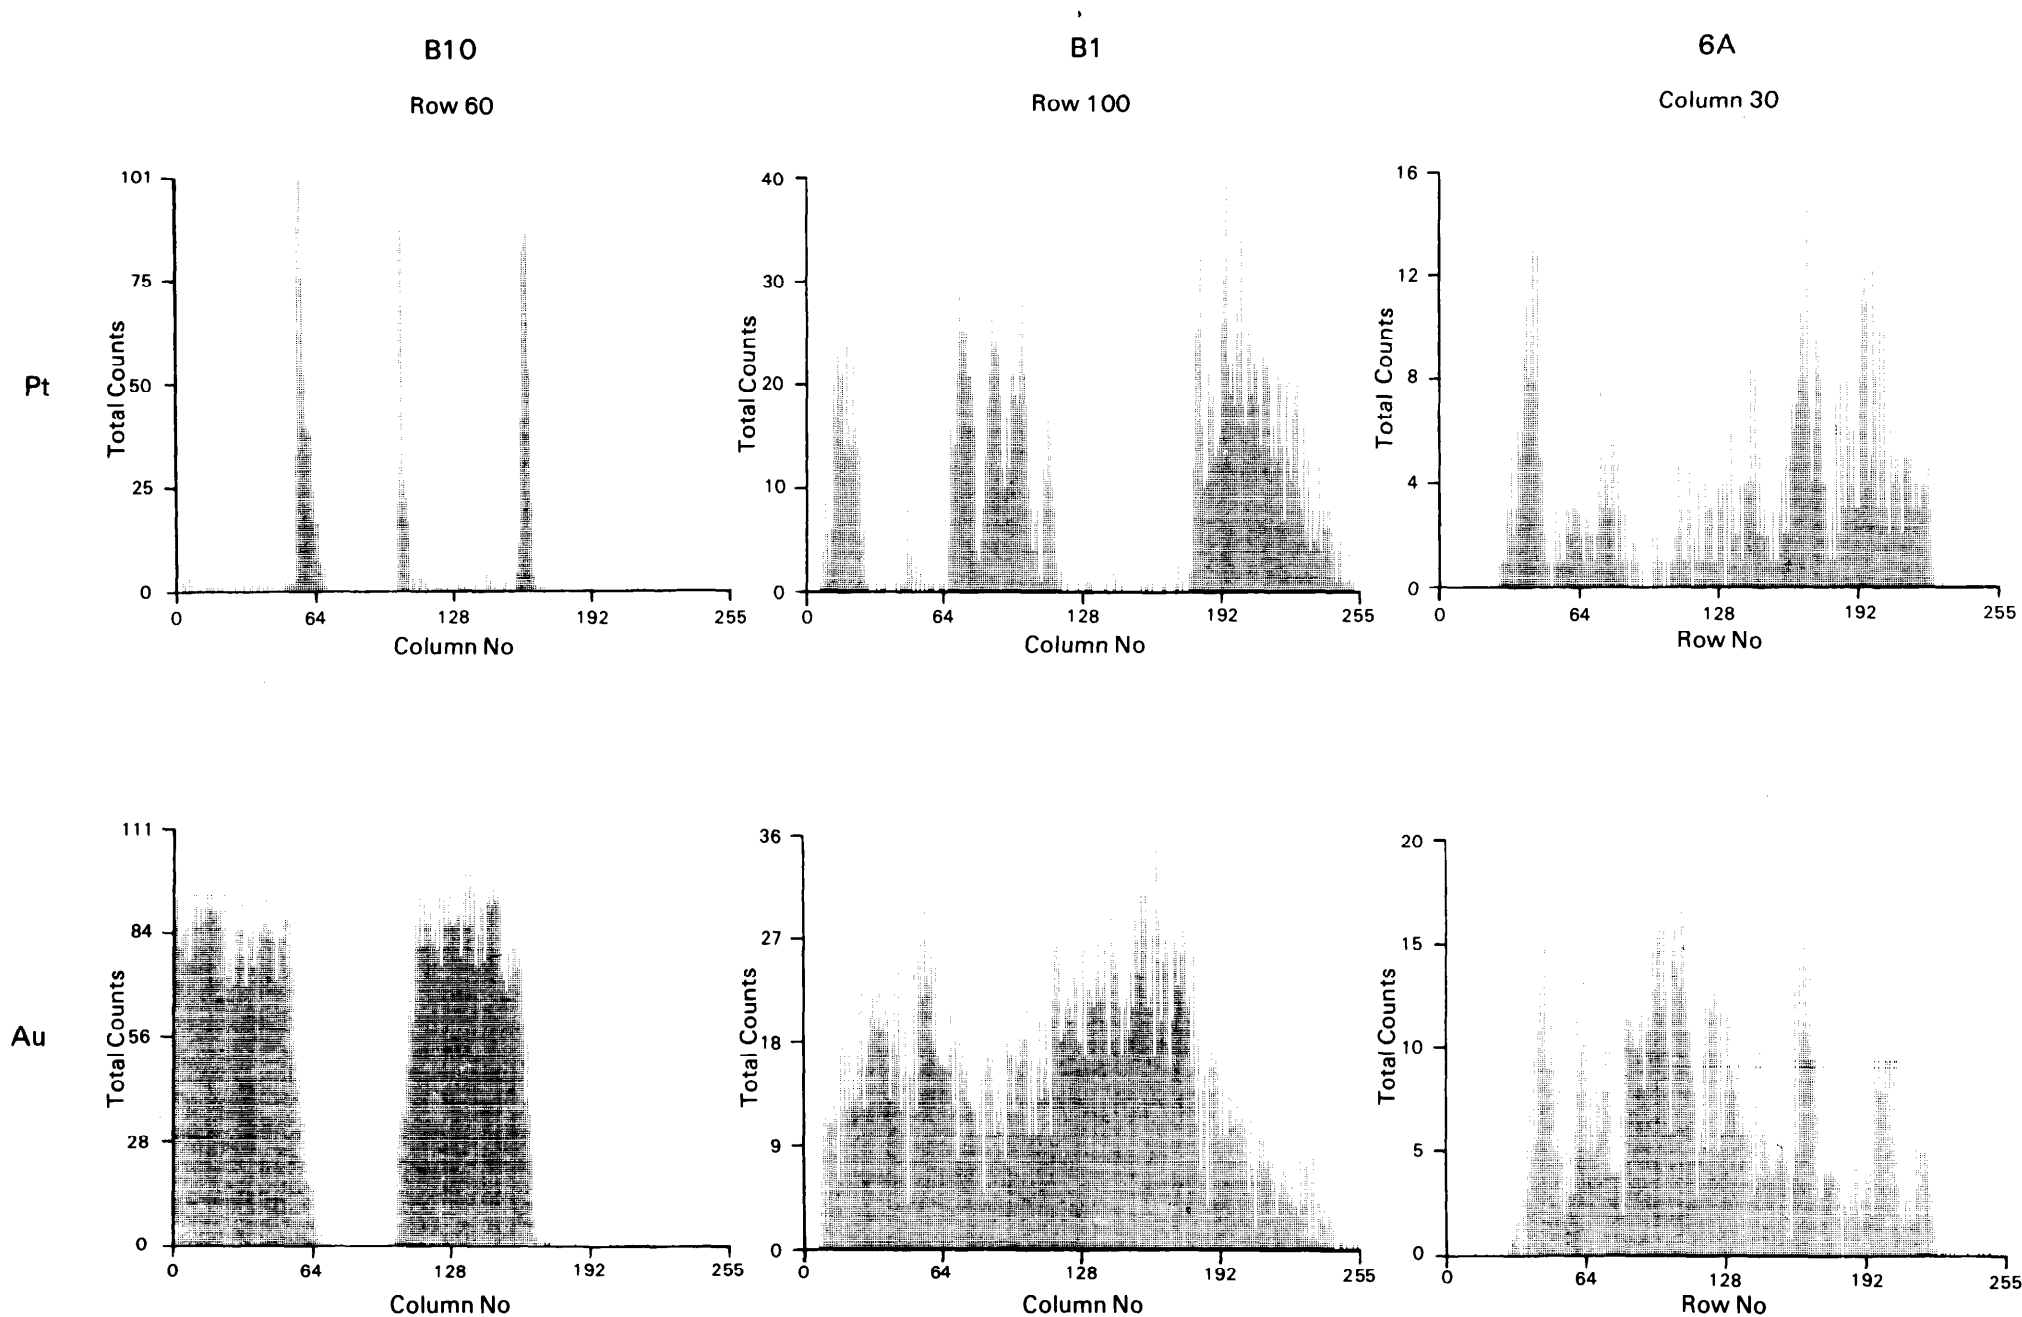 B10
Row 60
B1
Row 100
6A
Column 30
Pt
Total Counts
101
75
50
25
0
0 64 128 192 255
Column No
Total Counts
40
30
20
10
0
0 64 128 192 255
Column No
Total Counts
16
12
8
4
0
0 64 128 192 255
Row No
Au
Total Counts
111
84
56
28
0
0 64 128 192 255
Column No
Total Counts
36
27
18
9
0
0 64 128 192 255
Column No
Total Counts
20
15
10
5
0
0 64 128 192 255
Row No